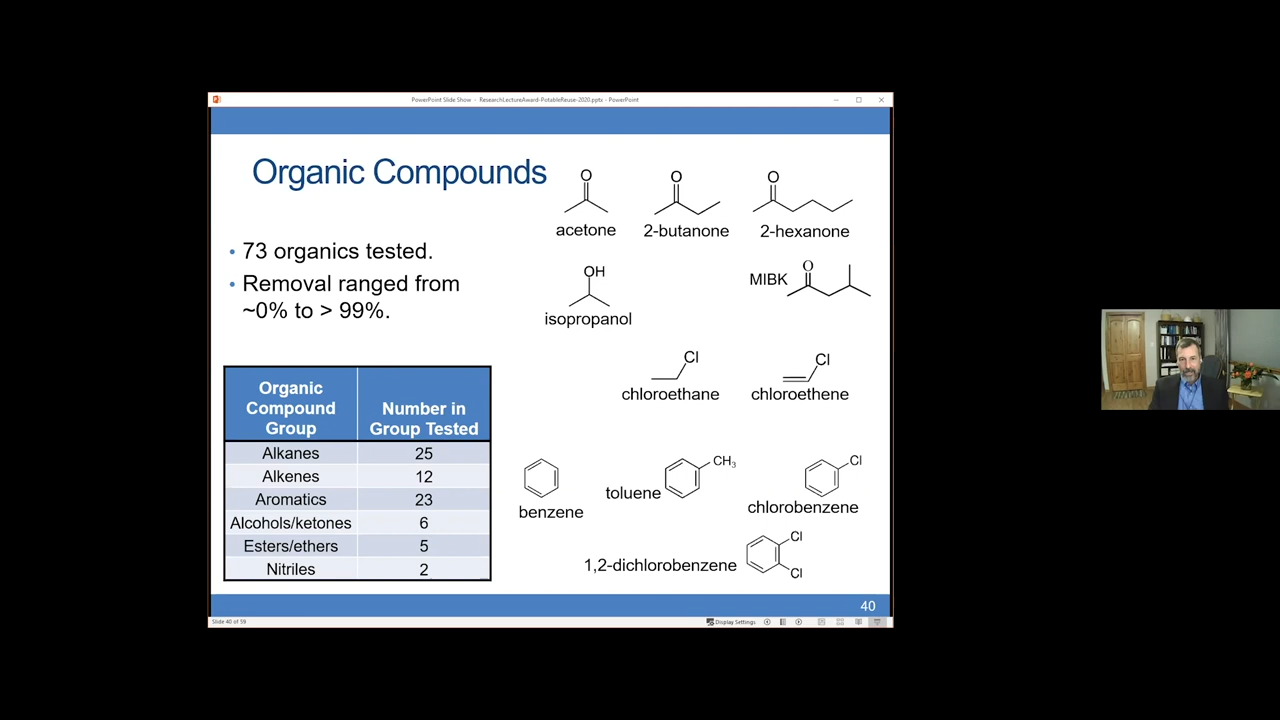 PowerPoint Slide Show - ResearchLectureAward-PotableReuse-2020.pptx - PowerPoint
Organic Compounds
• 73 organics tested.
• Removal ranged from
~0% to > 99%.
Organic Compound Group | Number in Group Tested
Alkanes 25
Alkenes 12
Aromatics 23
Alcohols/ketones 6
Esters/ethers 5
Nitriles 2
O
acetone
O
2-butanone
O
2-hexanone
OH
isopropanol
MIBK
O
Cl
chloroethane
Cl
chloroethene
benzene
toluene
CH3
Cl
chlorobenzene
1,2-dichlorobenzene
Cl
Cl
40
Slide 40 of 59
Display Settings